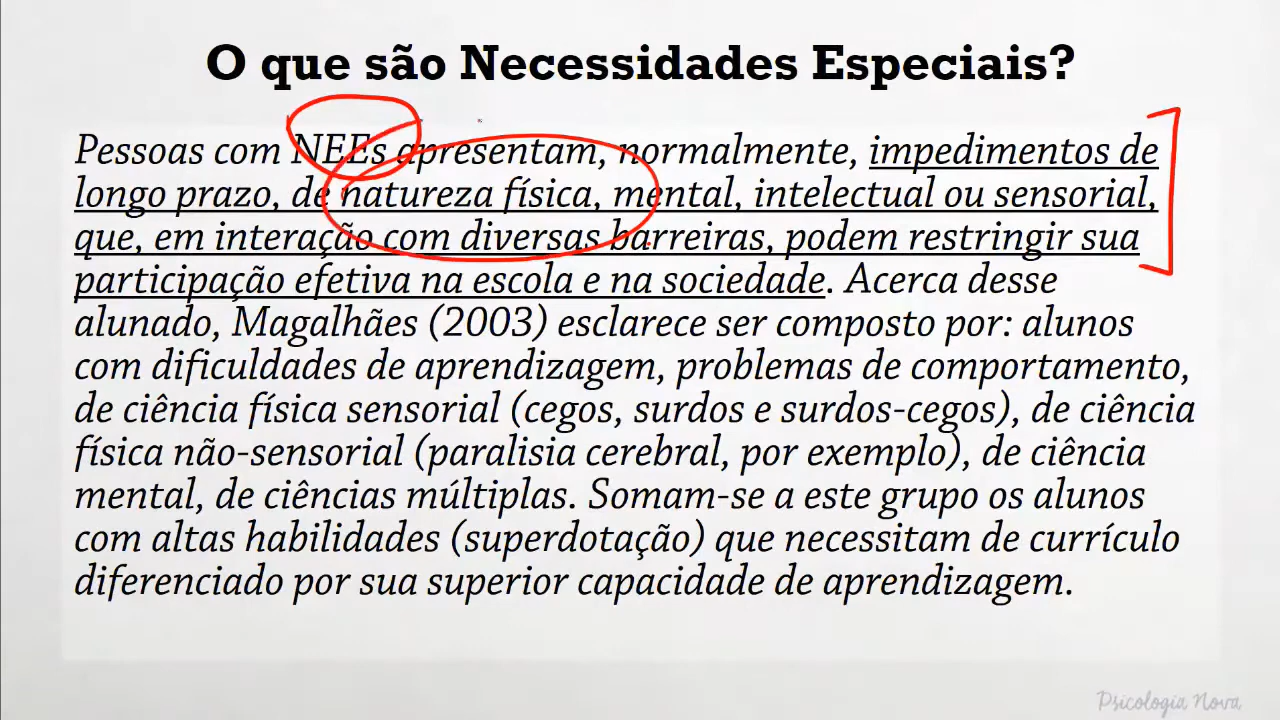 O que são Necessidades Especiais?
Pessoas com NEEs apresentam, normalmente, impedimentos de
longo prazo, de natureza física, mental, intelectual ou sensorial,
que, em interação com diversas barreiras, podem restringir sua
participação efetiva na escola e na sociedade. Acerca desse
alunado, Magalhães (2003) esclarece ser composto por: alunos
com dificuldades de aprendizagem, problemas de comportamento,
de ciência física sensorial (cegos, surdos e surdos-cegos), de ciência
física não-sensorial (paralisia cerebral, por exemplo), de ciência
mental, de ciências múltiplas. Somam-se a este grupo os alunos
com altas habilidades (superdotação) que necessitam de currículo
diferenciado por sua superior capacidade de aprendizagem.
Psicologia Nova